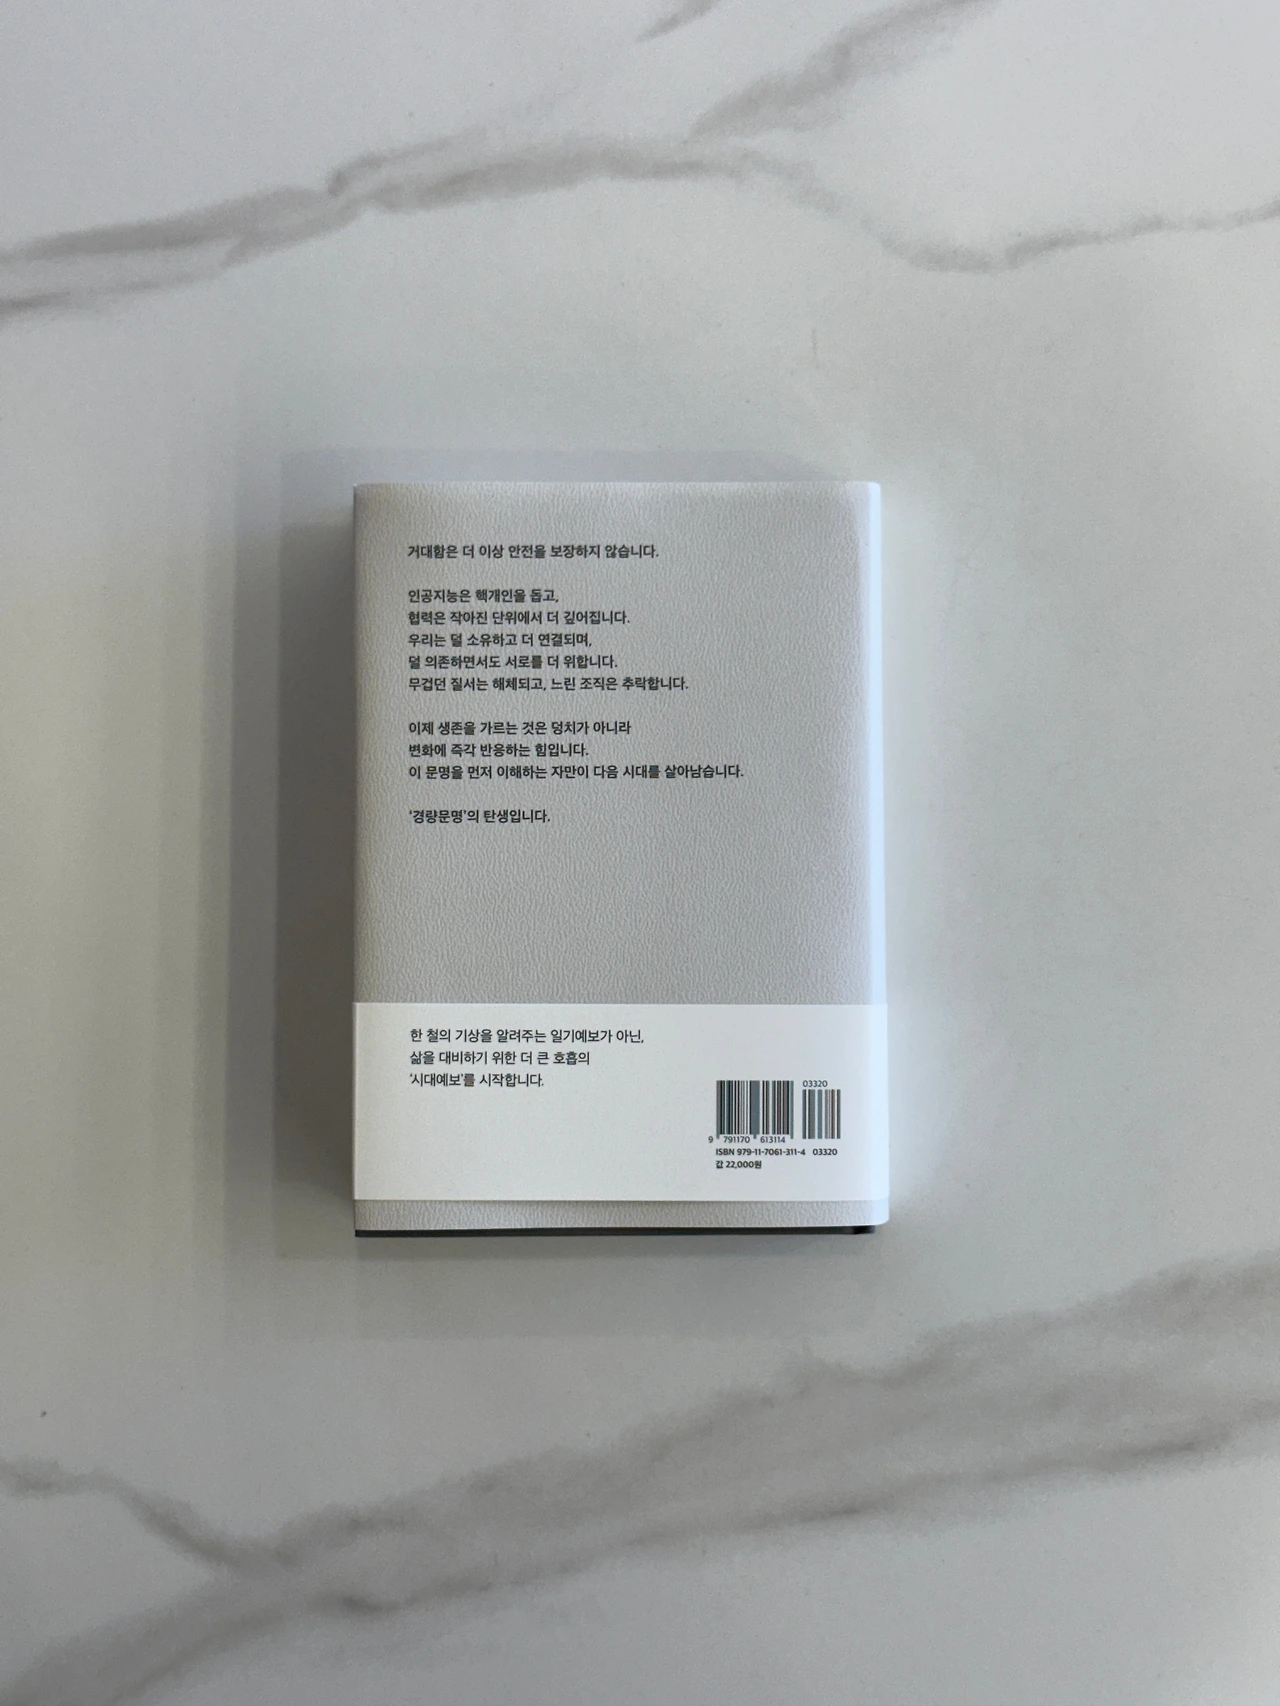 거대함은 더 이상 안전을 보장하지 않습니다.
인공지능은 핵개인을 돕고,
협력은 작아진 단위에서 더 깊어집니다.
우리는 덜 소유하고 더 연결되며,
덜 의존하면서도 서로를 더 위합니다.
무겁던 질서는 해체되고, 느린 조직은 추락합니다.
이제 생존을 가르는 것은 덩치가 아니라
변화에 즉각 반응하는 힘입니다.
이 문명을 먼저 이해하는 자만이 다음 시대를 살아남습니다.
‘경량문명’의 탄생입니다.
한 철의 기상을 알려주는 일기예보가 아닌,
삶을 대비하기 위한 더 큰 호흡의
‘시대예보’를 시작합니다.
03320
9 791170 613114
ISBN 979-11-7061-311-4 03320
값 22,000원